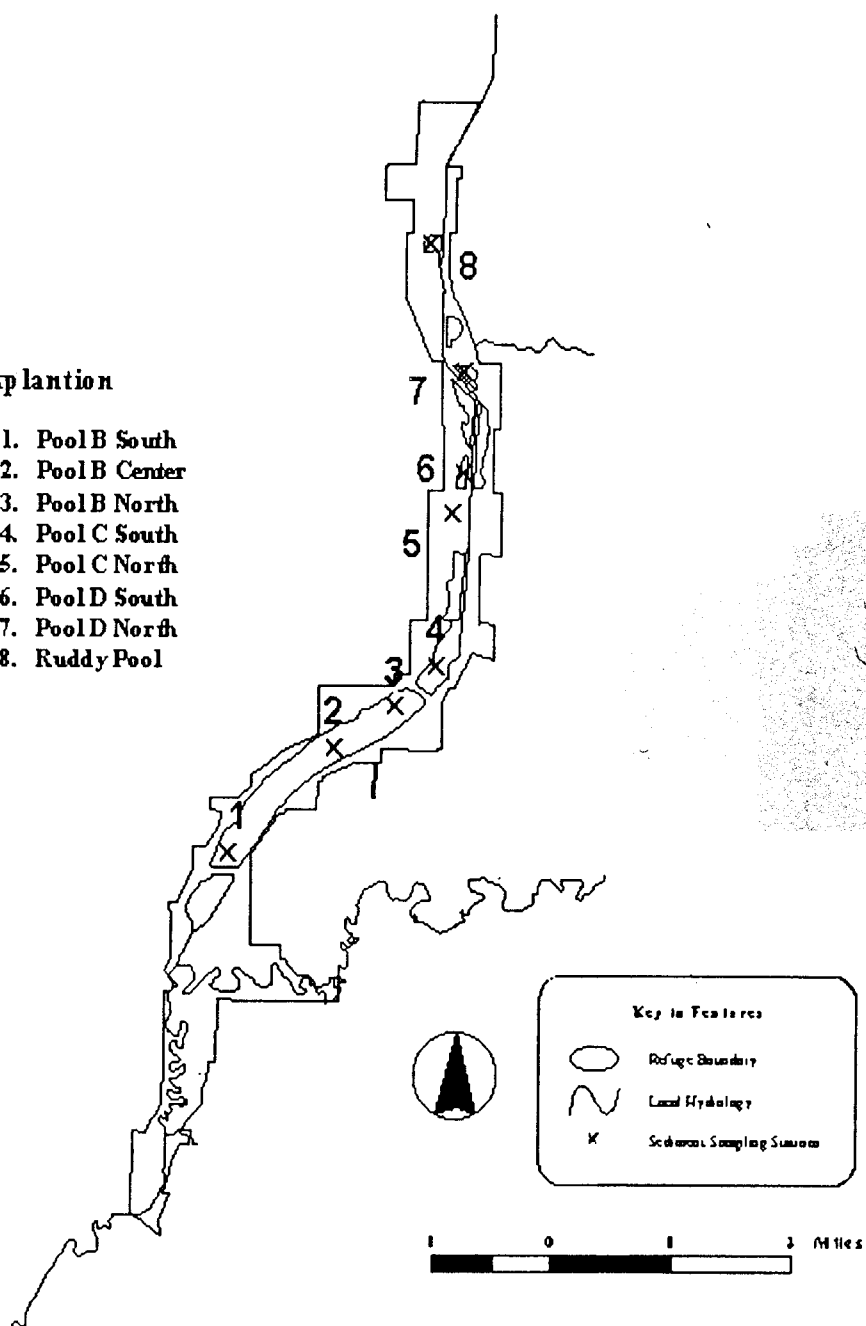 plantion
1. Pool B South
2. Pool B Center
3. Pool B North
4. Pool C South
5. Pool C North
6. Pool D South
7. Pool D North
8. Ruddy Pool
8
7
6
5
4
3
2
1
Key to Features
Refuge Boundary
Local Hydrology
Sediment Sampling Stations
1 0 1 2 Miles